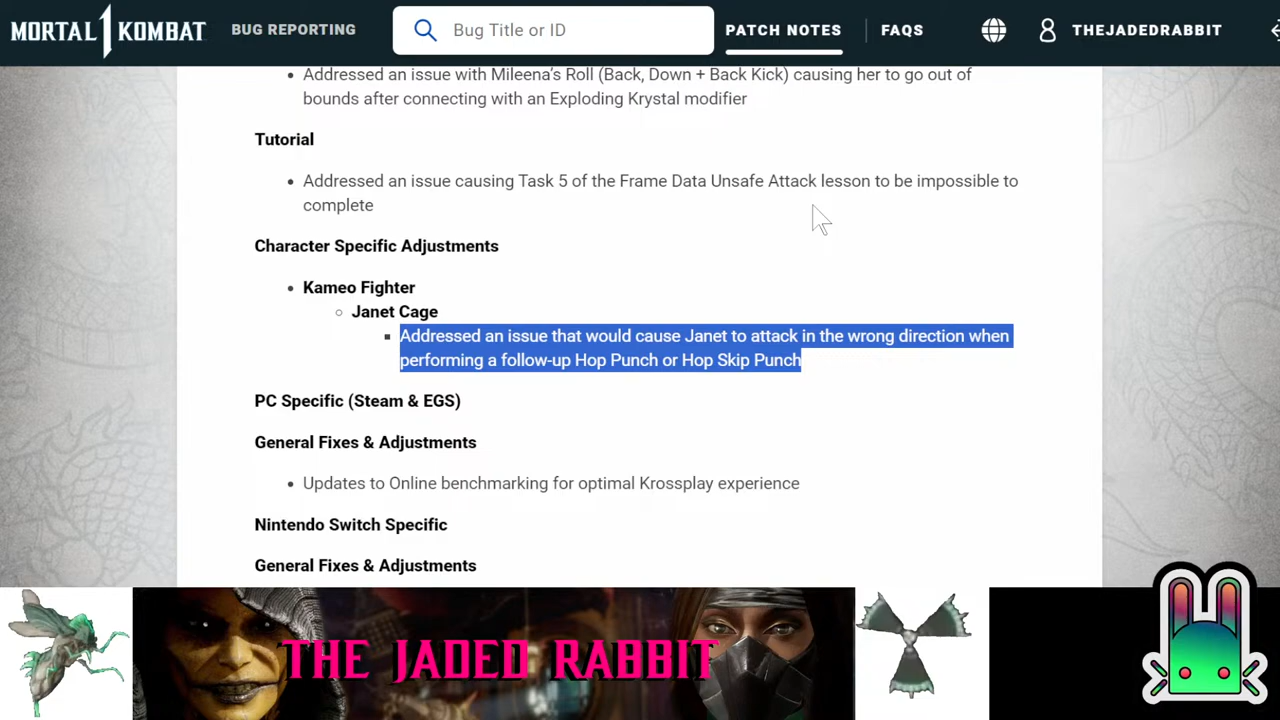 MORTAL KOMBAT 1
BUG REPORTING
Bug Title or ID
PATCH NOTES
FAQS
THEJADEDRABBIT
• Addressed an issue with Mileena’s Roll (Back, Down + Back Kick) causing her to go out of
bounds after connecting with an Exploding Krystal modifier
Tutorial
• Addressed an issue causing Task 5 of the Frame Data Unsafe Attack lesson to be impossible to
complete
Character Specific Adjustments
• Kameo Fighter
○ Janet Cage
▪ Addressed an issue that would cause Janet to attack in the wrong direction when
performing a follow-up Hop Punch or Hop Skip Punch
PC Specific (Steam & EGS)
General Fixes & Adjustments
• Updates to Online benchmarking for optimal Krossplay experience
Nintendo Switch Specific
General Fixes & Adjustments
THE JADED RABBIT